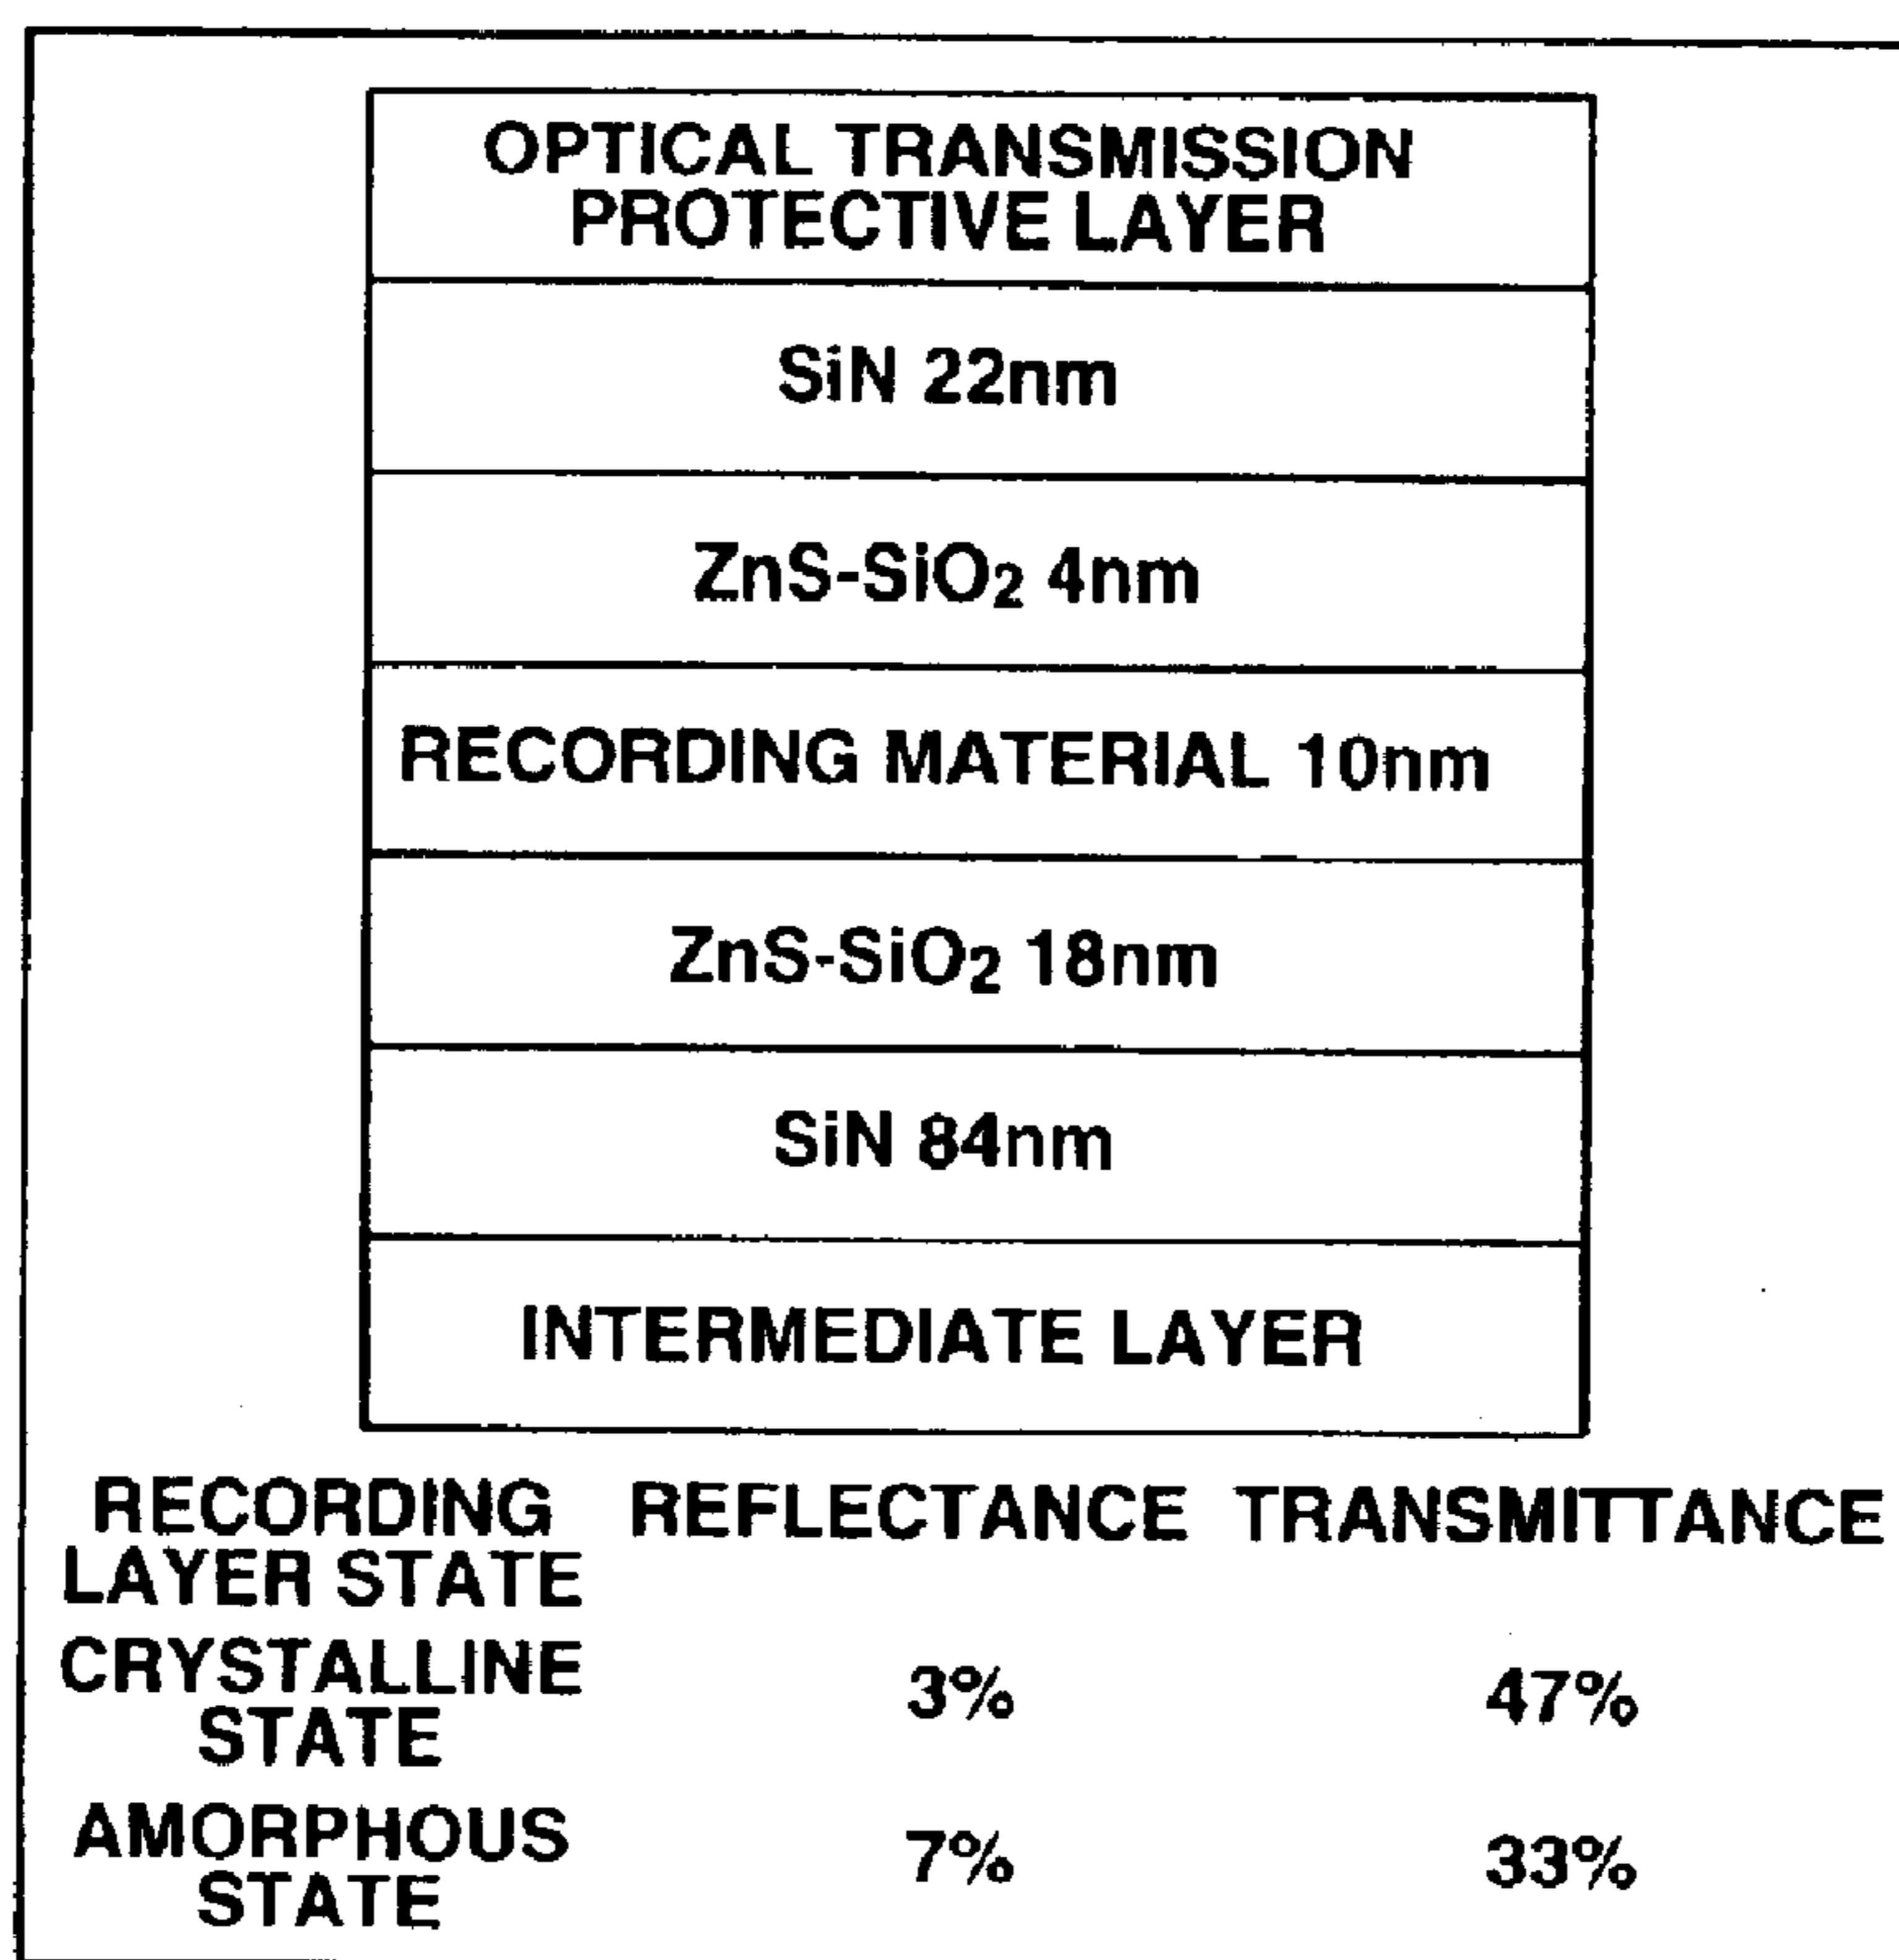 OPTICAL TRANSMISSION
PROTECTIVE LAYER
SiN 22nm
ZnS-SiO2 4nm
RECORDING MATERIAL 10nm
ZnS-SiO2 18nm
SiN 84nm
INTERMEDIATE LAYER
RECORDING REFLECTANCE TRANSMITTANCE
LAYER STATE
CRYSTALLINE
STATE 3% 47%
AMORPHOUS
STATE 7% 33%